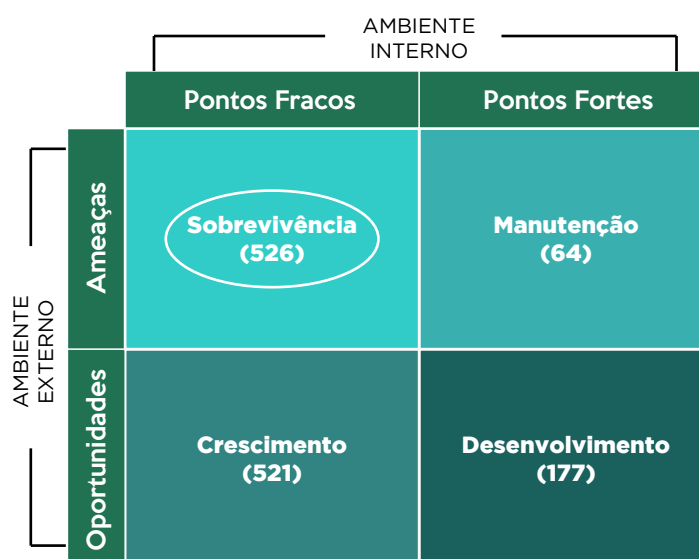 AMBIENTE
INTERNO
Pontos Fracos
Pontos Fortes
AMBIENTE
EXTERNO
Ameaças
Sobrevivência
(526)
Manutenção
(64)
Oportunidades
Crescimento
(521)
Desenvolvimento
(177)